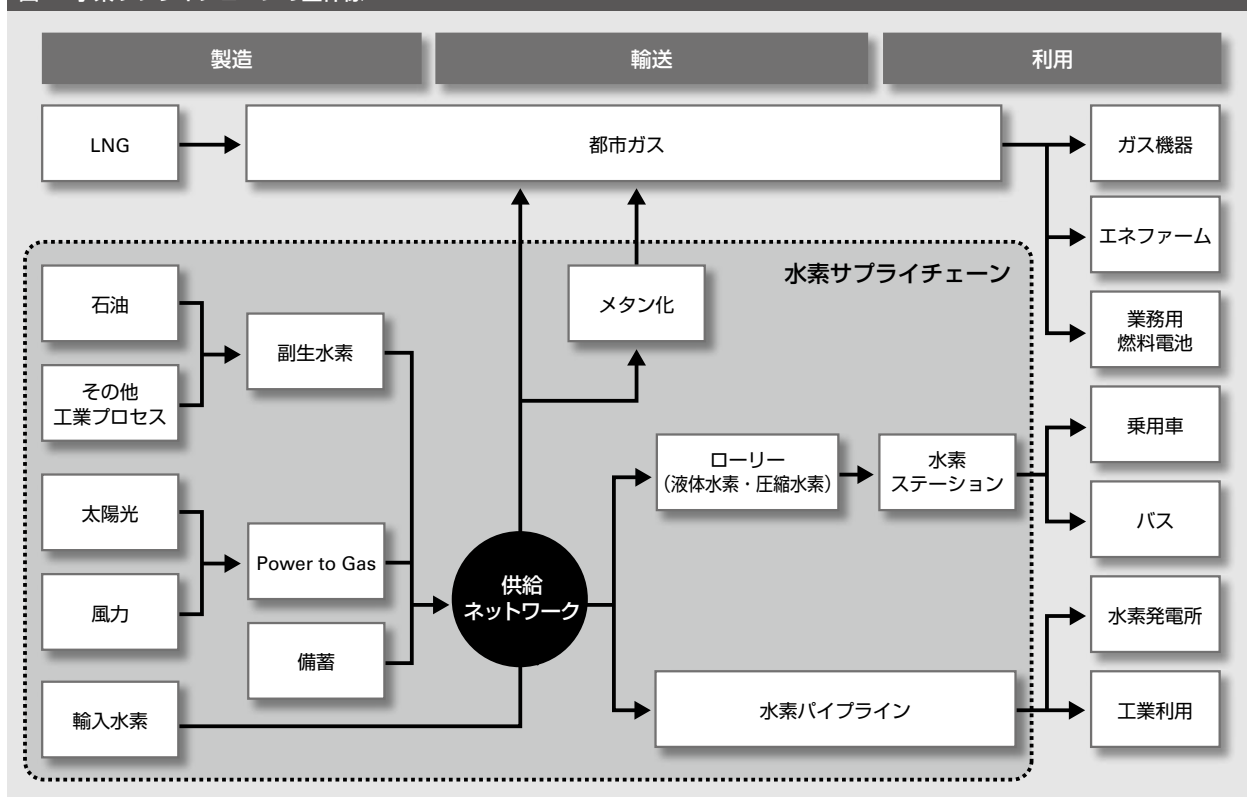 製造
輸送
利用
LNG
都市ガス
ガス機器
エネファーム
業務用
燃料電池
水素サプライチェーン
石油
その他
工業プロセス
副生水素
メタン化
太陽光
風力
Power to Gas
備蓄
輸入水素
供給
ネットワーク
ローリー
(液体水素・圧縮水素)
水素
ステーション
水素パイプライン
乗用車
バス
水素発電所
工業利用